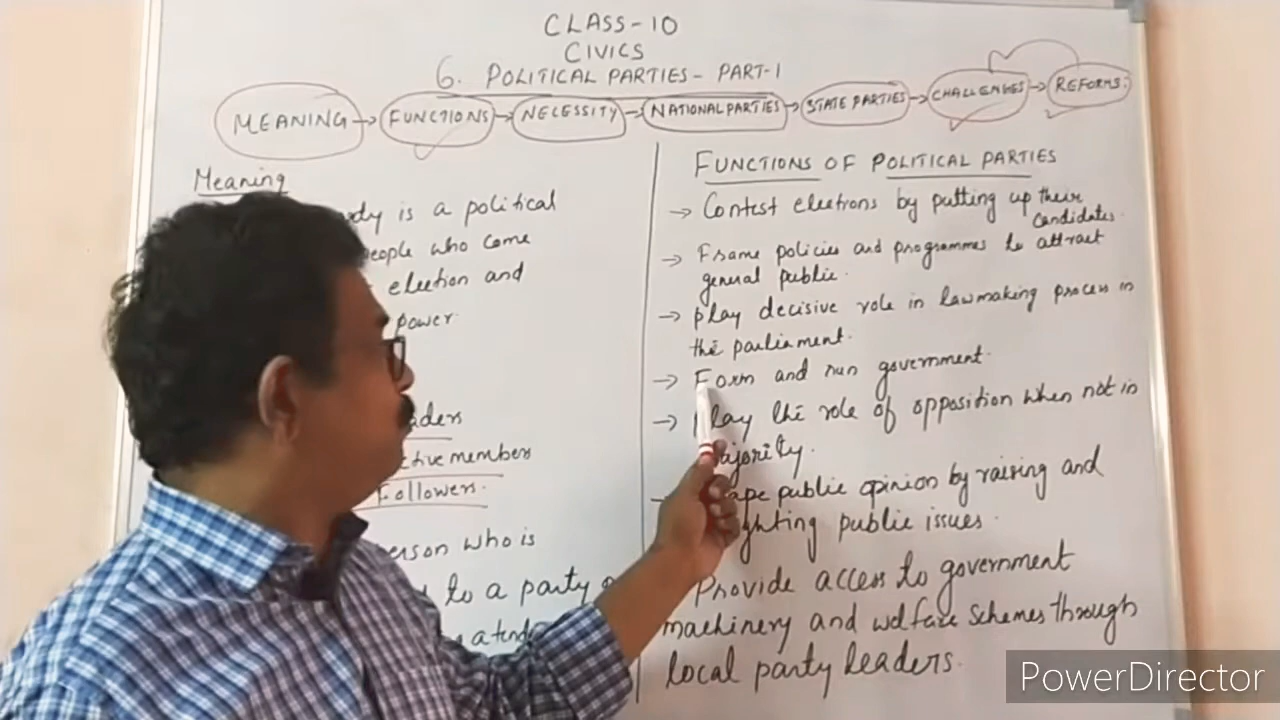 CLASS-10
CIVICS
6. POLITICAL PARTIES- PART-1
MEANING → FUNCTIONS → NECESSITY → NATIONAL PARTIES → STATE PARTIES → CHALLENGES → REFORMS:
Meaning
is a political
who come
election and
power.
members
Followers.
who is
to a party
FUNCTIONS OF POLITICAL PARTIES
→ Contest elections by putting up their
candidates.
→ Frame policies and programmes to attract
general public.
→ play decisive role in lawmaking process in
the parliament.
→ Form and run government.
→ play the role of opposition when not in
majority.
public opinion by raising and
public issues.
Provide access to government
machinery and welfare schemes through
local party leaders.
PowerDirector